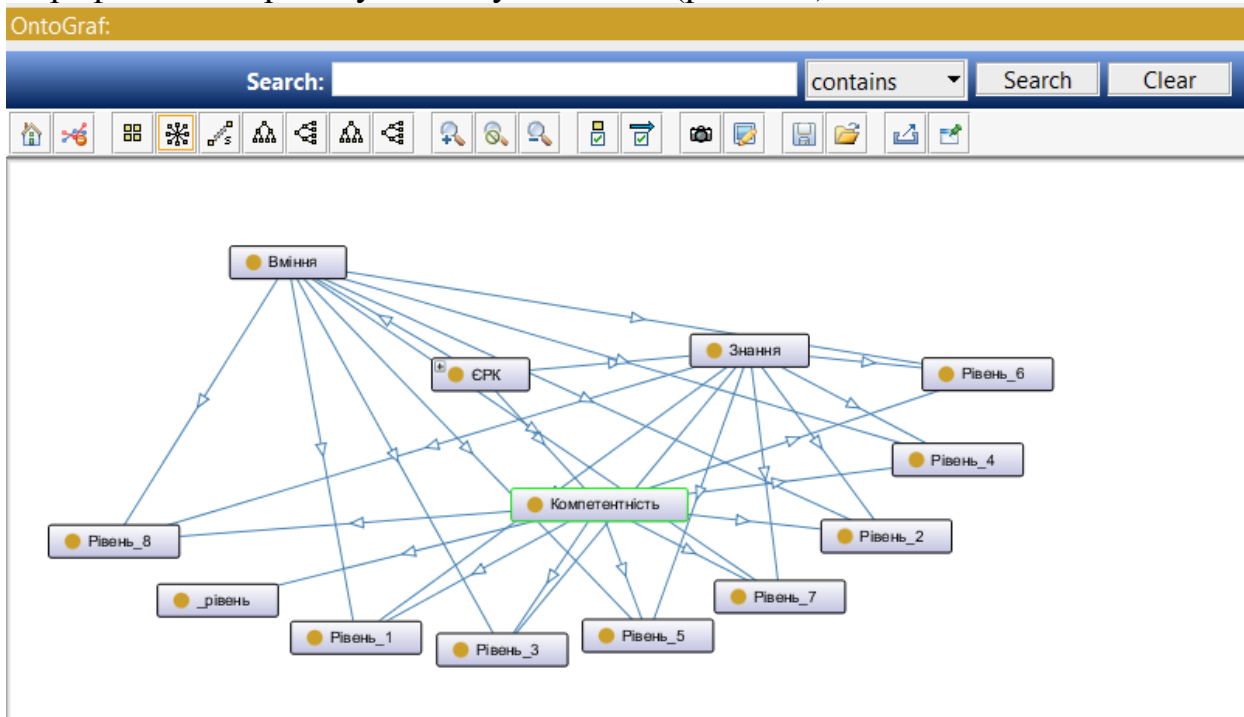 OntoGraf:
Search: contains Search Clear
Вміння
Знання
ЄРК
Рівень_6
Рівень_4
Компетентність
Рівень_2
Рівень_8
Рівень_7
_рівень
Рівень_1
Рівень_5
Рівень_3